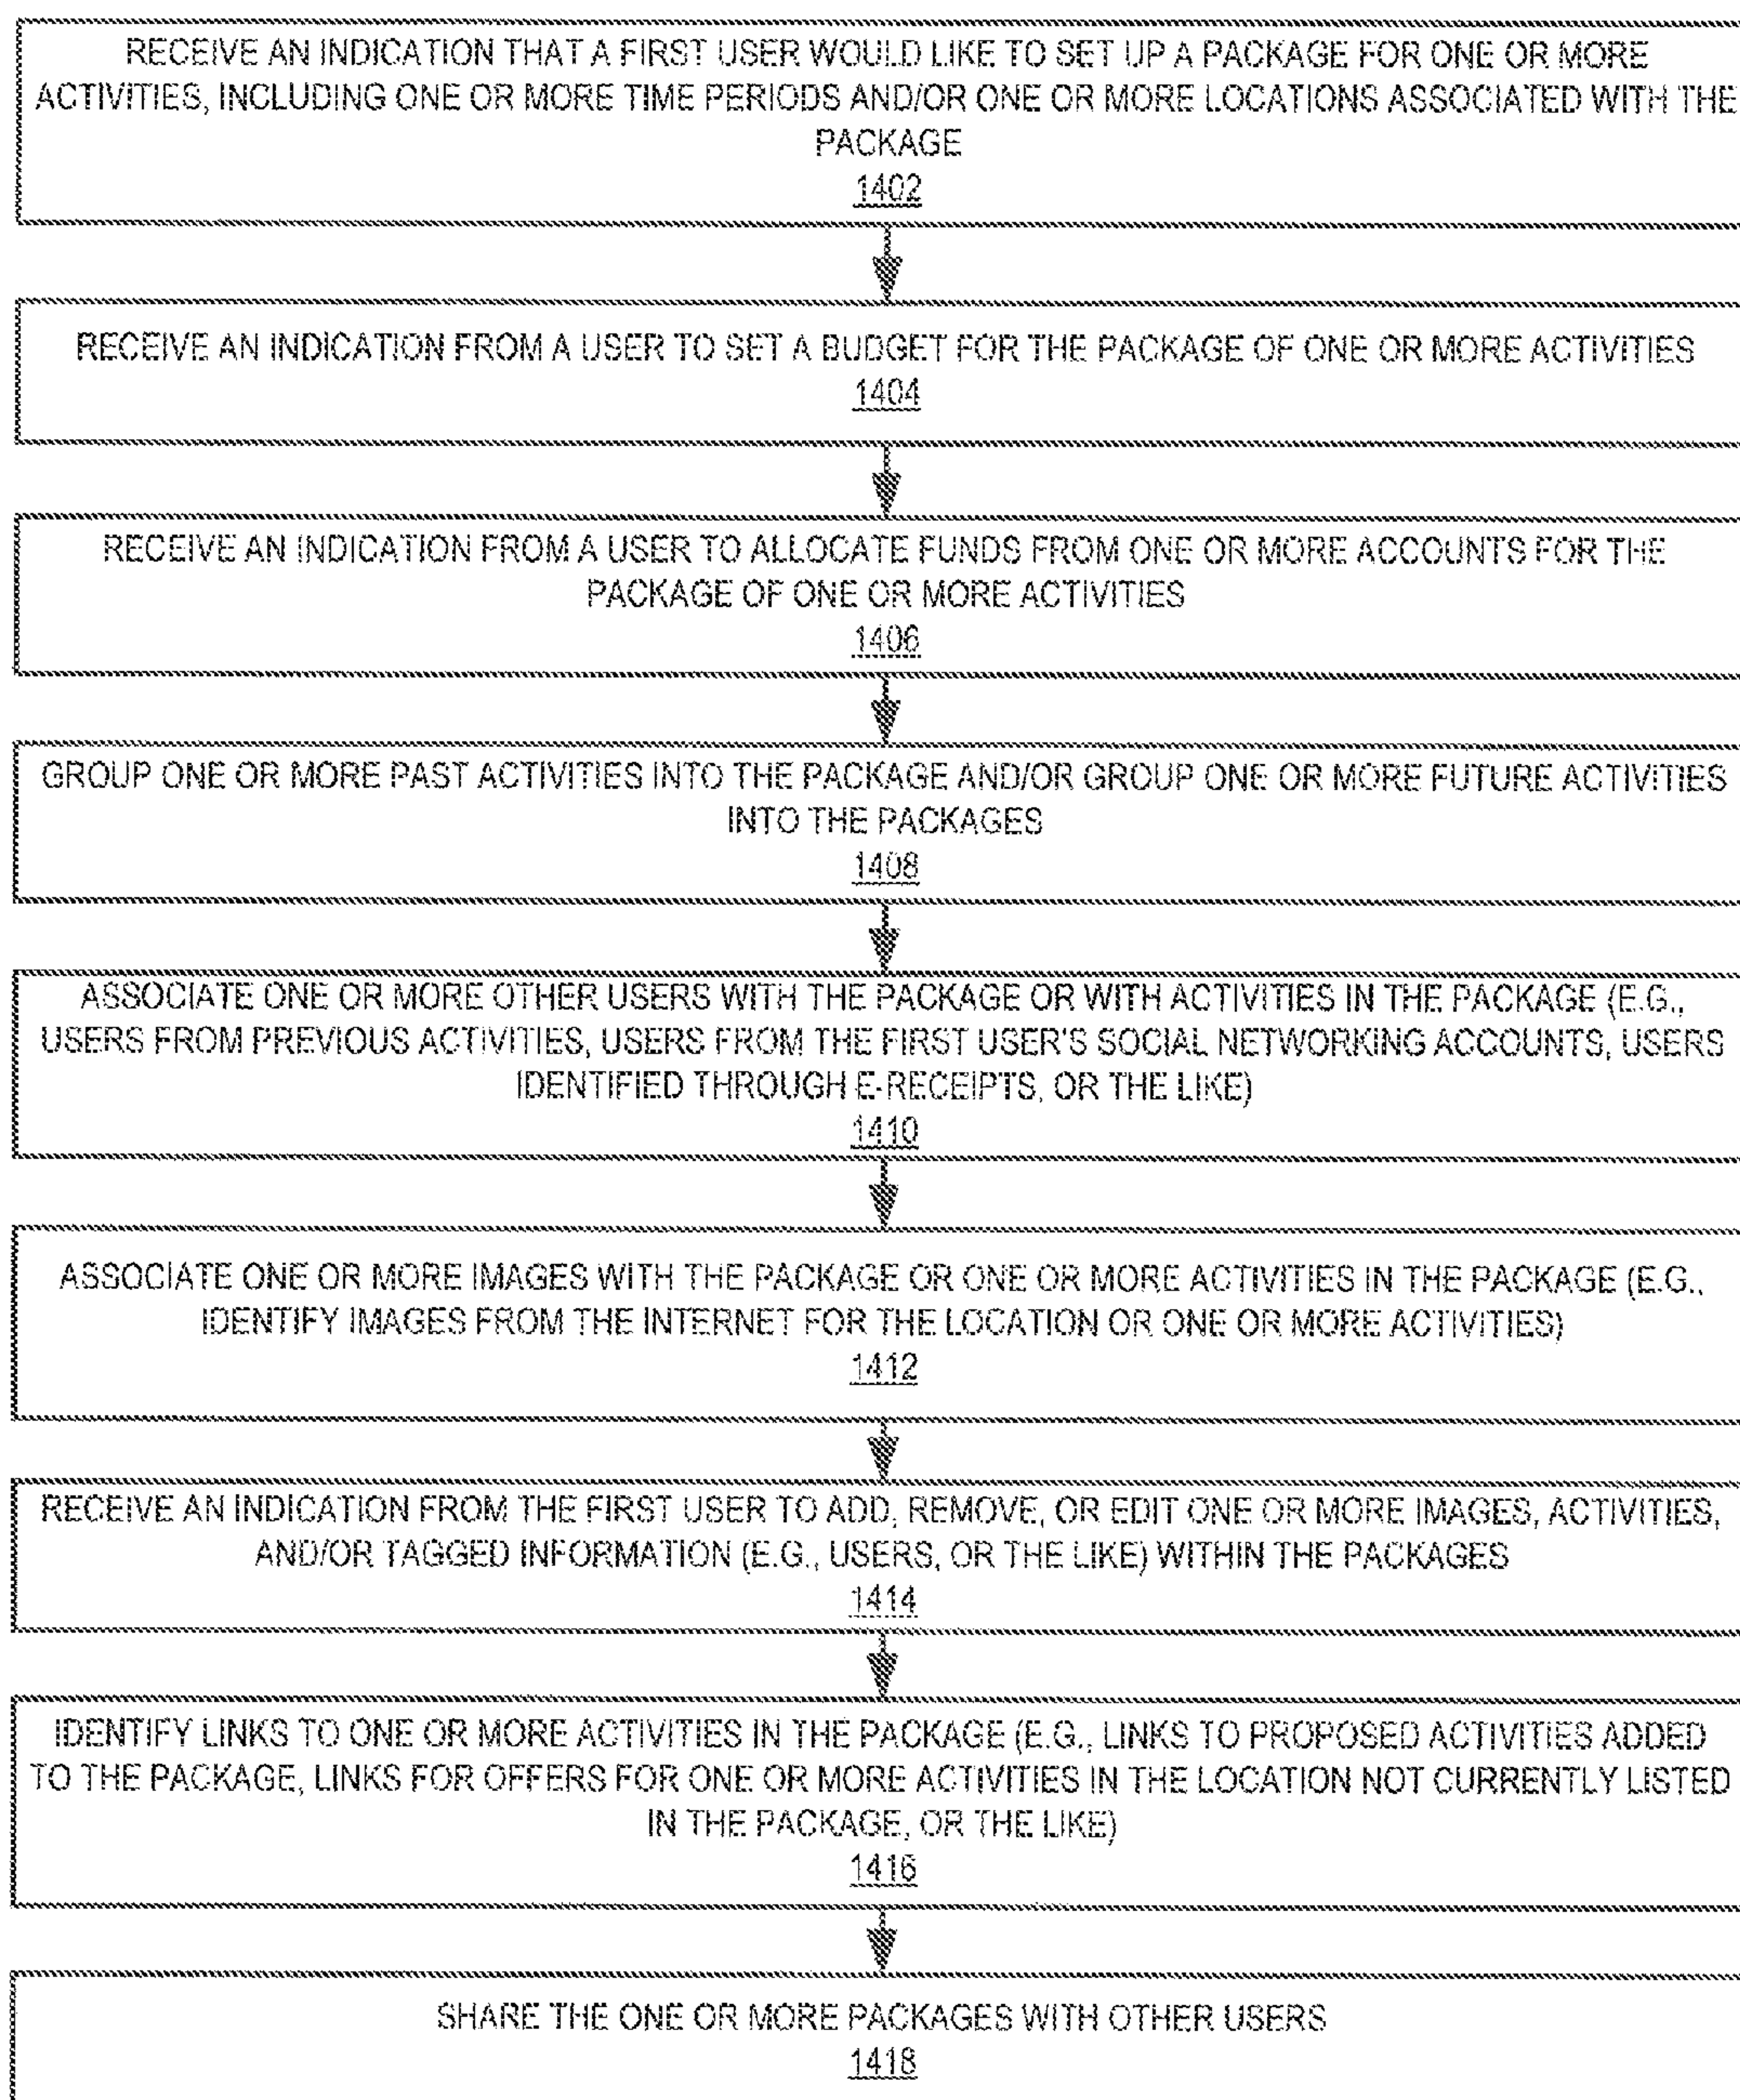 RECEIVE AN INDICATION THAT A FIRST USER WOULD LIKE TO SET UP A PACKAGE FOR ONE OR MORE
ACTIVITIES, INCLUDING ONE OR MORE TIME PERIODS AND/OR ONE OR MORE LOCATIONS ASSOCIATED WITH THE
PACKAGE
1402
RECEIVE AN INDICATION FROM A USER TO SET A BUDGET FOR THE PACKAGE OF ONE OR MORE ACTIVITIES
1404
RECEIVE AN INDICATION FROM A USER TO ALLOCATE FUNDS FROM ONE OR MORE ACCOUNTS FOR THE
PACKAGE OF ONE OR MORE ACTIVITIES
1406
GROUP ONE OR MORE PAST ACTIVITIES INTO THE PACKAGE AND/OR GROUP ONE OR MORE FUTURE ACTIVITIES
INTO THE PACKAGES
1408
ASSOCIATE ONE OR MORE OTHER USERS WITH THE PACKAGE OR WITH ACTIVITIES IN THE PACKAGE (E.G.,
USERS FROM PREVIOUS ACTIVITIES, USERS FROM THE FIRST USER'S SOCIAL NETWORKING ACCOUNTS, USERS
IDENTIFIED THROUGH E-RECEIPTS, OR THE LIKE)
1410
ASSOCIATE ONE OR MORE IMAGES WITH THE PACKAGE OR ONE OR MORE ACTIVITIES IN THE PACKAGE (E.G.,
IDENTIFY IMAGES FROM THE INTERNET FOR THE LOCATION OR ONE OR MORE ACTIVITIES)
1412
RECEIVE AN INDICATION FROM THE FIRST USER TO ADD, REMOVE, OR EDIT ONE OR MORE IMAGES, ACTIVITIES,
AND/OR TAGGED INFORMATION (E.G., USERS, OR THE LIKE) WITHIN THE PACKAGES
1414
IDENTIFY LINKS TO ONE OR MORE ACTIVITIES IN THE PACKAGE (E.G., LINKS TO PROPOSED ACTIVITIES ADDED
TO THE PACKAGE, LINKS FOR OFFERS FOR ONE OR MORE ACTIVITIES IN THE LOCATION NOT CURRENTLY LISTED
IN THE PACKAGE, OR THE LIKE)
1416
SHARE THE ONE OR MORE PACKAGES WITH OTHER USERS
1418